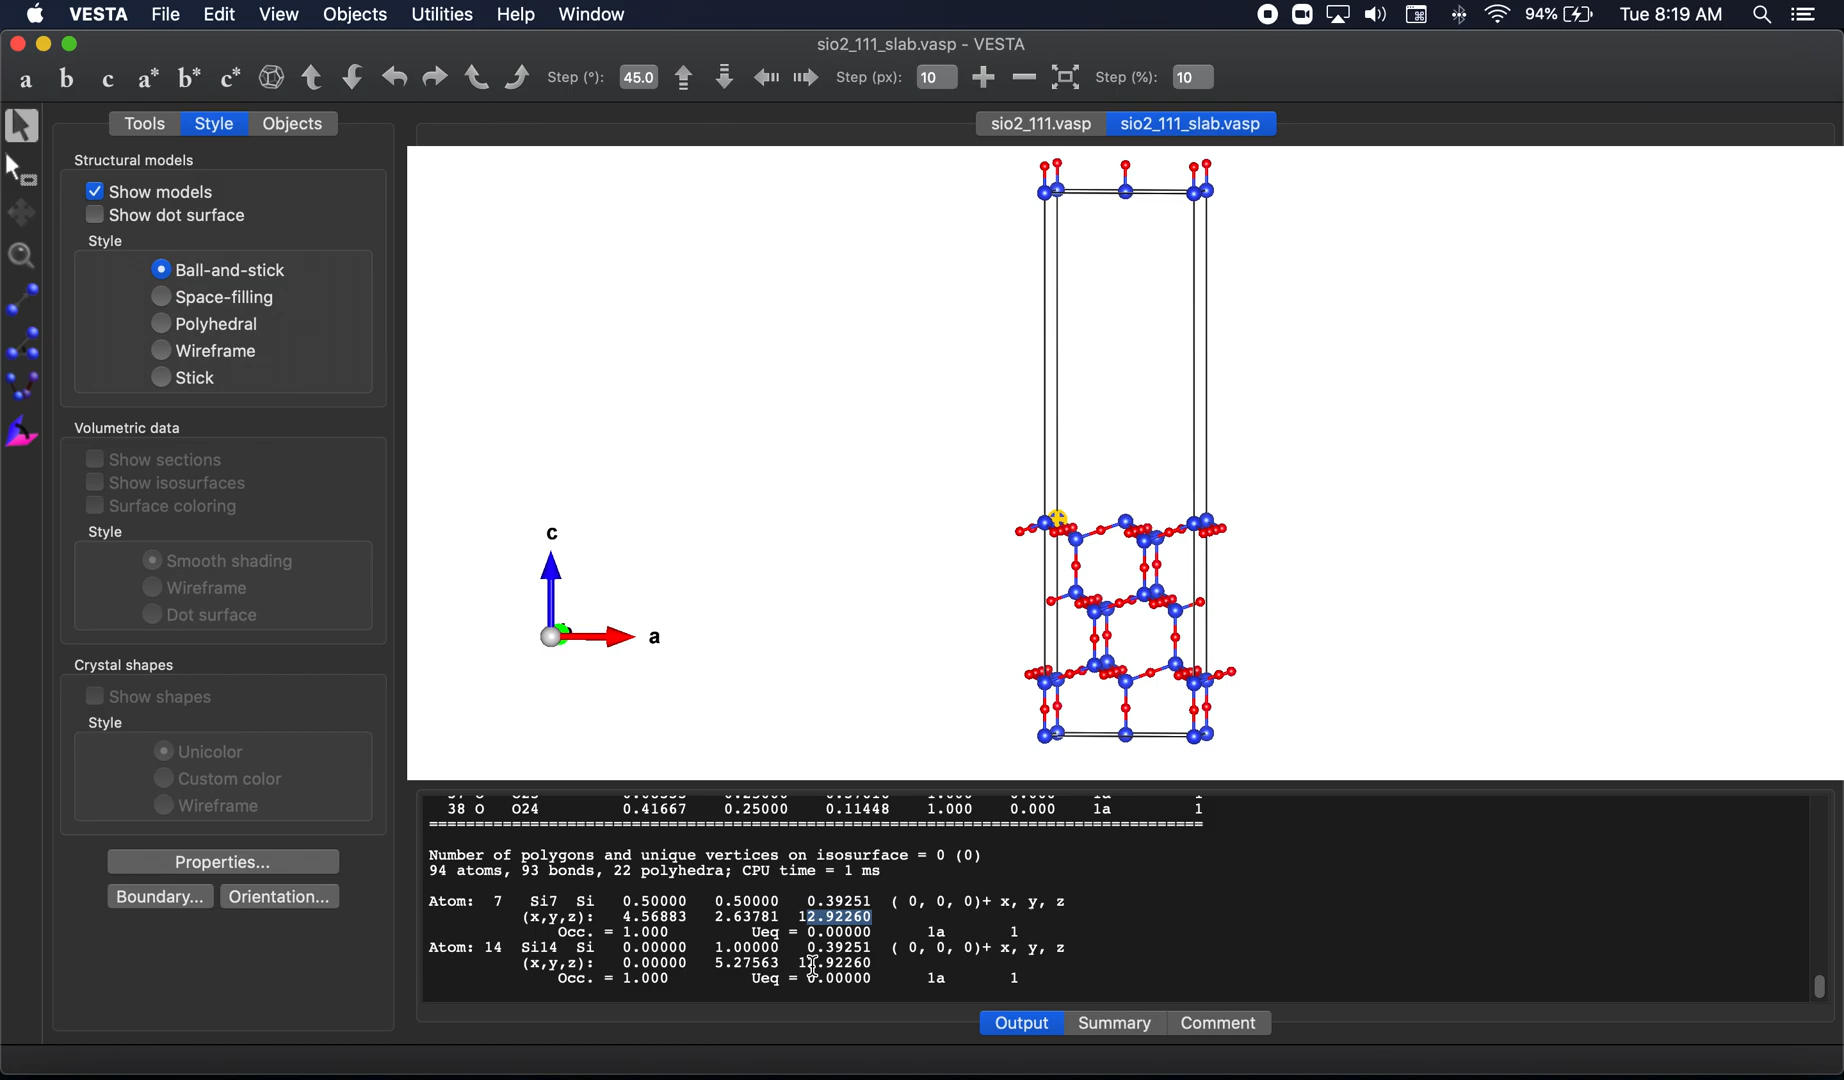 VESTA File Edit View Objects Utilities Help Window 94% Tue 8:19 AM
sio2_111_slab.vasp - VESTA
a b c a* b* c* Step (°): 45.0 Step (px): 10 Step (%): 10
Tools Style Objects
sio2_111.vasp sio2_111_slab.vasp
Structural models
Show models
Show dot surface
Style
Ball-and-stick
Space-filling
Polyhedral
Wireframe
Stick
Volumetric data
Show sections
Show isosurfaces
Surface coloring
Style
Smooth shading
Wireframe
Dot surface
Crystal shapes
Show shapes
Style
Unicolor
Custom color
Wireframe
Properties...
Boundary... Orientation...
c
a
38 O O24 0.41667 0.25000 0.11448 1.000 0.000 1a 1
Number of polygons and unique vertices on isosurface = 0 (0)
94 atoms, 93 bonds, 22 polyhedra; CPU time = 1 ms
Atom: 7 Si7 Si 0.50000 0.50000 0.39251 ( 0, 0, 0)+ x, y, z
(x,y,z): 4.56883 2.63781 12.92260
Occ. = 1.000 Ueq = 0.00000 1a 1
Atom: 14 Si14 Si 0.00000 1.00000 0.39251 ( 0, 0, 0)+ x, y, z
(x,y,z): 0.00000 5.27563 12.92260
Occ. = 1.000 Ueq = 0.00000 1a 1
Output Summary Comment